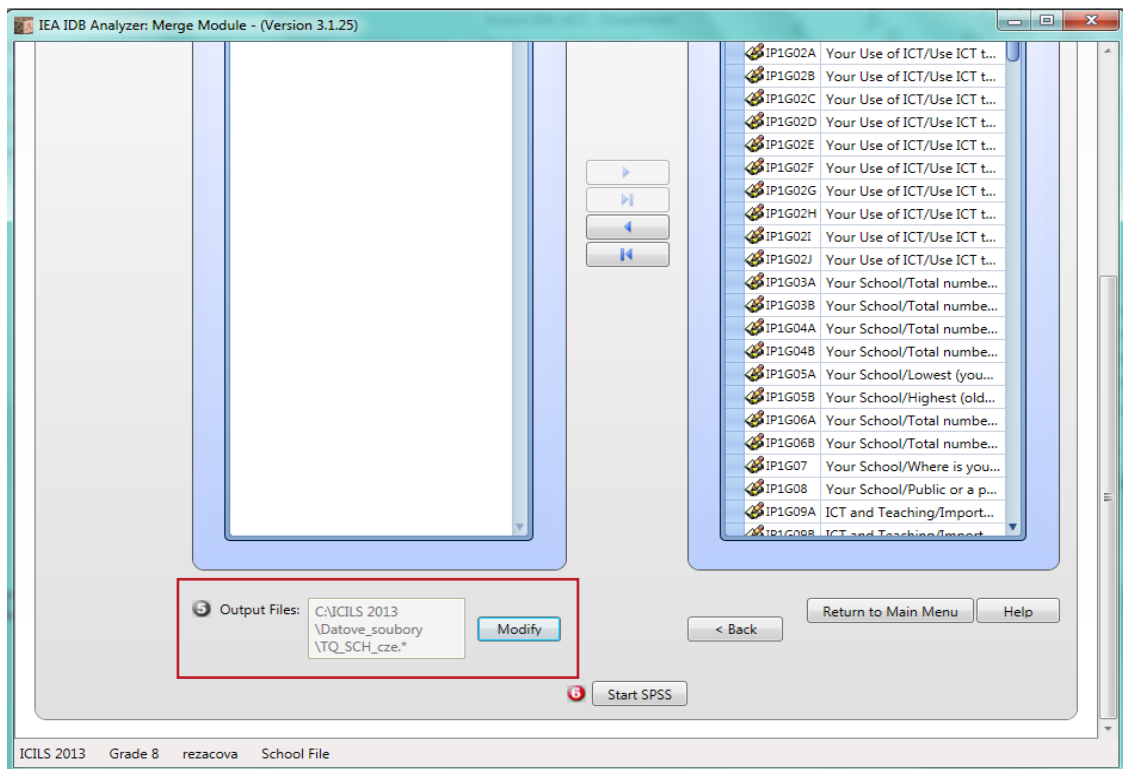 IEA IDB Analyzer: Merge Module - (Version 3.1.25)
IP1G02A Your Use of ICT/Use ICT t...
IP1G02B Your Use of ICT/Use ICT t...
IP1G02C Your Use of ICT/Use ICT t...
IP1G02D Your Use of ICT/Use ICT t...
IP1G02E Your Use of ICT/Use ICT t...
IP1G02F Your Use of ICT/Use ICT t...
IP1G02G Your Use of ICT/Use ICT t...
IP1G02H Your Use of ICT/Use ICT t...
IP1G02I Your Use of ICT/Use ICT t...
IP1G02J Your Use of ICT/Use ICT t...
IP1G03A Your School/Total numbe...
IP1G03B Your School/Total numbe...
IP1G04A Your School/Total numbe...
IP1G04B Your School/Total numbe...
IP1G05A Your School/Lowest (you...
IP1G05B Your School/Highest (old...
IP1G06A Your School/Total numbe...
IP1G06B Your School/Total numbe...
IP1G07 Your School/Where is you...
IP1G08 Your School/Public or a p...
IP1G09A ICT and Teaching/Import...
IP1G09B ICT and Teaching/Import...
5 Output Files:
C:\ICILS 2013
\Datove_soubory
\TQ_SCH_cze.*
Modify
< Back
Return to Main Menu
Help
6 Start SPSS
ICILS 2013 Grade 8 rezacova School File